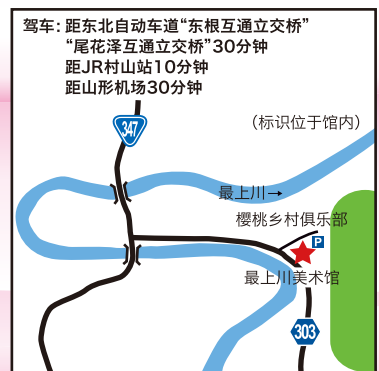 驾车：距东北自动车道“东根互通立交桥”
“尾花泽互通立交桥”30分钟
距JR村山站10分钟
距山形机场30分钟
347
（标识位于馆内）
最上川→
樱桃乡村俱乐部
P
最上川美术馆
303